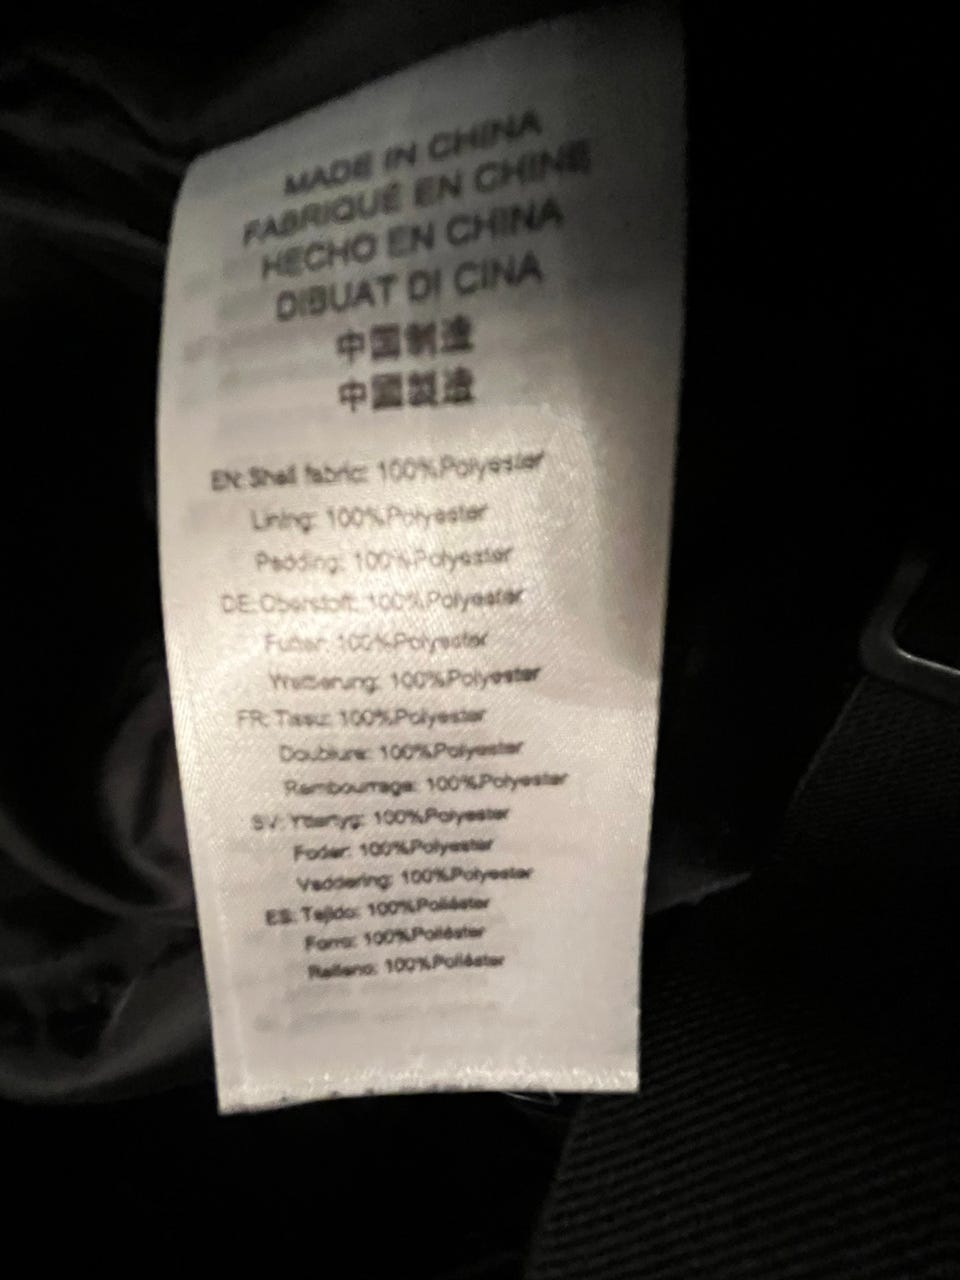 MADE IN CHINA
FABRIQUÉ EN CHINE
HECHO EN CHINA
DIBUAT DI CINA
中国制造
中國製造
EN: Shell fabric: 100%Polyester
Lining: 100%Polyester
Padding: 100%Polyester
DE: Oberstoff: 100%Polyester
Futter: 100%Polyester
Wattierung: 100%Polyester
FR: Tissu: 100%Polyester
Doublure: 100%Polyester
Rembourrage: 100%Polyester
SV: Yttertyg: 100%Polyester
Foder: 100%Polyester
Vaddering: 100%Polyester
ES: Tejido: 100%Poliéster
Forro: 100%Poliéster
Relleno: 100%Poliéster